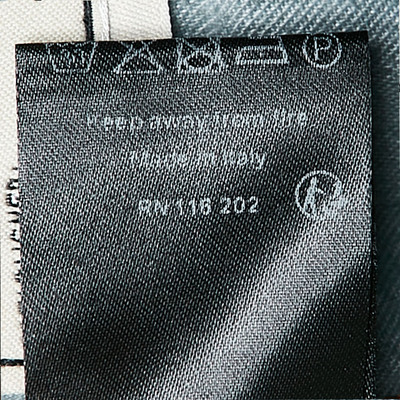 P
Keep away from fire
Made in Italy
RN 116 202